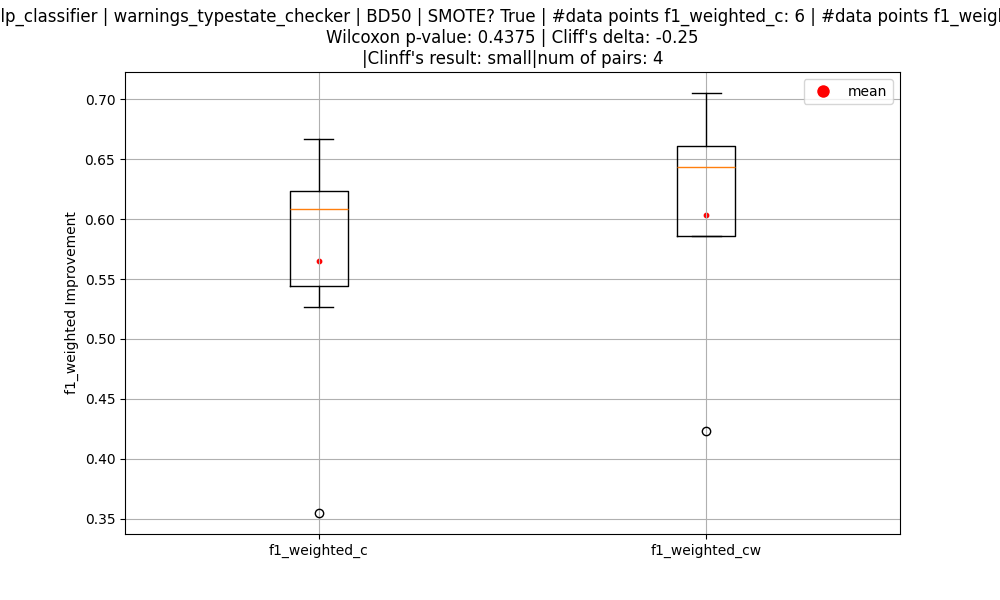 lp_classifier | warnings_typestate_checker | BD50 | SMOTE? True | #data points f1_weighted_c: 6 | #data points f1_weigl
Wilcoxon p-value: 0.4375 | Cliff's delta: -0.25
|Clinff's result: small|num of pairs: 4
mean
0.70
0.65
0.60
0.55
0.50
0.45
0.40
0.35
f1_weighted Improvement
f1_weighted_c
f1_weighted_cw